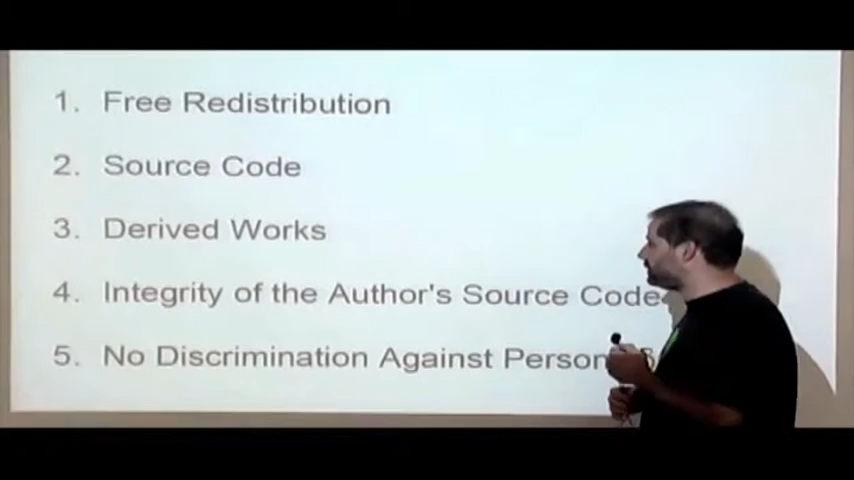 1. Free Redistribution
2. Source Code
3. Derived Works
4. Integrity of the Author's Source Code
5. No Discrimination Against